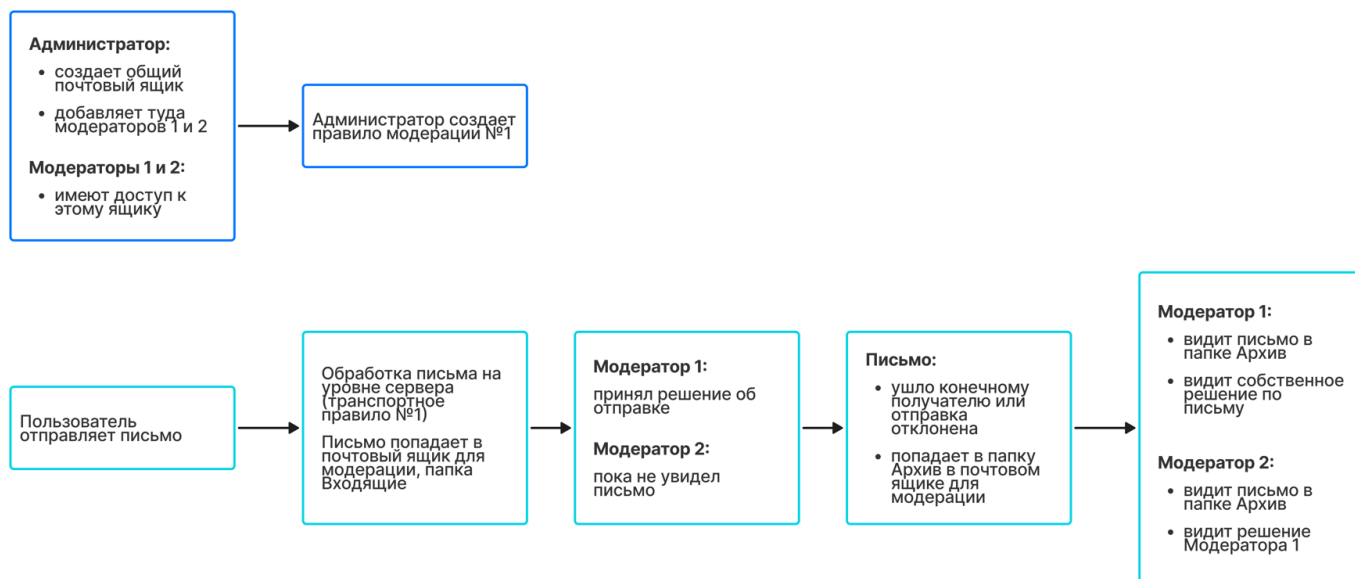 Администратор:
• создает общий
почтовый ящик
• добавляет туда
модераторов 1 и 2
Модераторы 1 и 2:
• имеют доступ к
этому ящику
Администратор создает
правило модерации №1
Пользователь
отправляет письмо
Обработка письма на
уровне сервера
(транспортное
правило №1)
Письмо попадает в
почтовый ящик для
модерации, папка
Входящие
Модератор 1:
принял решение об
отправке
Модератор 2:
пока не увидел
письмо
Письмо:
• ушло конечному
получателю или
отправка
отклонена
• попадает в папку
Архив в почтовом
ящике для
модерации
Модератор 1:
• видит письмо в
папке Архив
• видит собственное
решение по
письму
Модератор 2:
• видит письмо в
папке Архив
• видит решение
Модератора 1